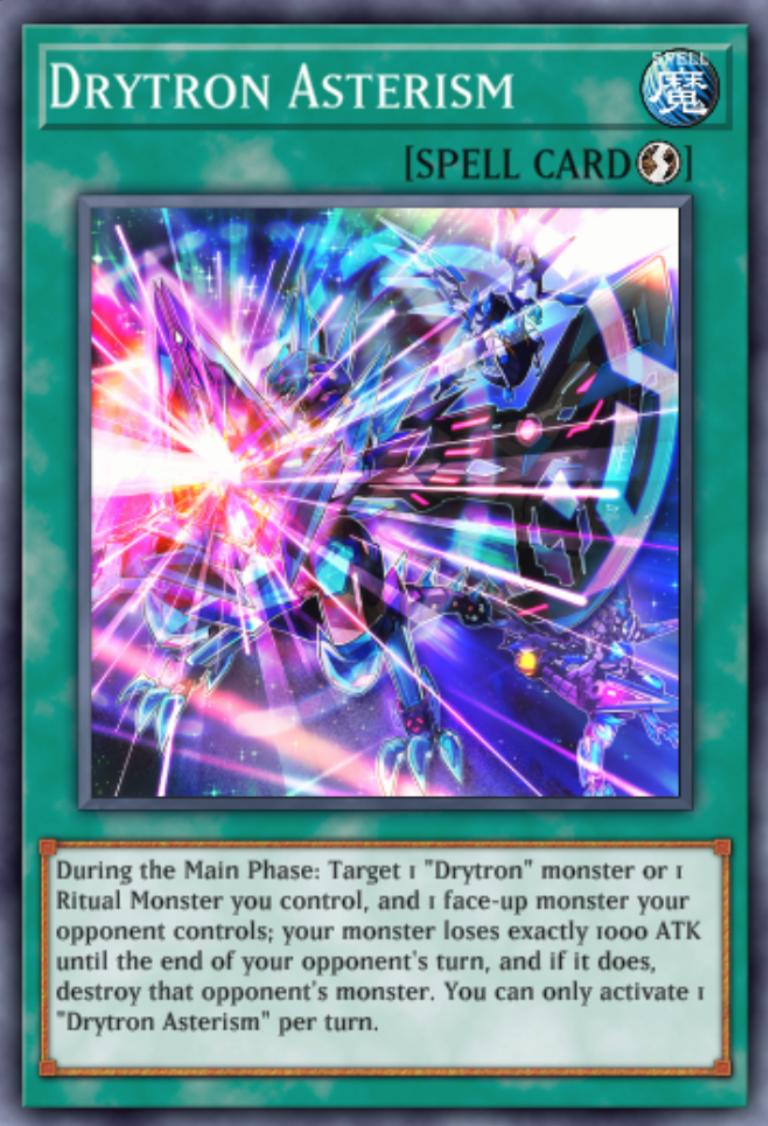 DRYTRON ASTERISM
SPELL
魔
[SPELL CARD]
During the Main Phase: Target 1 "Drytron" monster or 1
Ritual Monster you control, and 1 face-up monster your
opponent controls; your monster loses exactly 1000 ATK
until the end of your opponent's turn, and if it does,
destroy that opponent's monster. You can only activate 1
"Drytron Asterism" per turn.